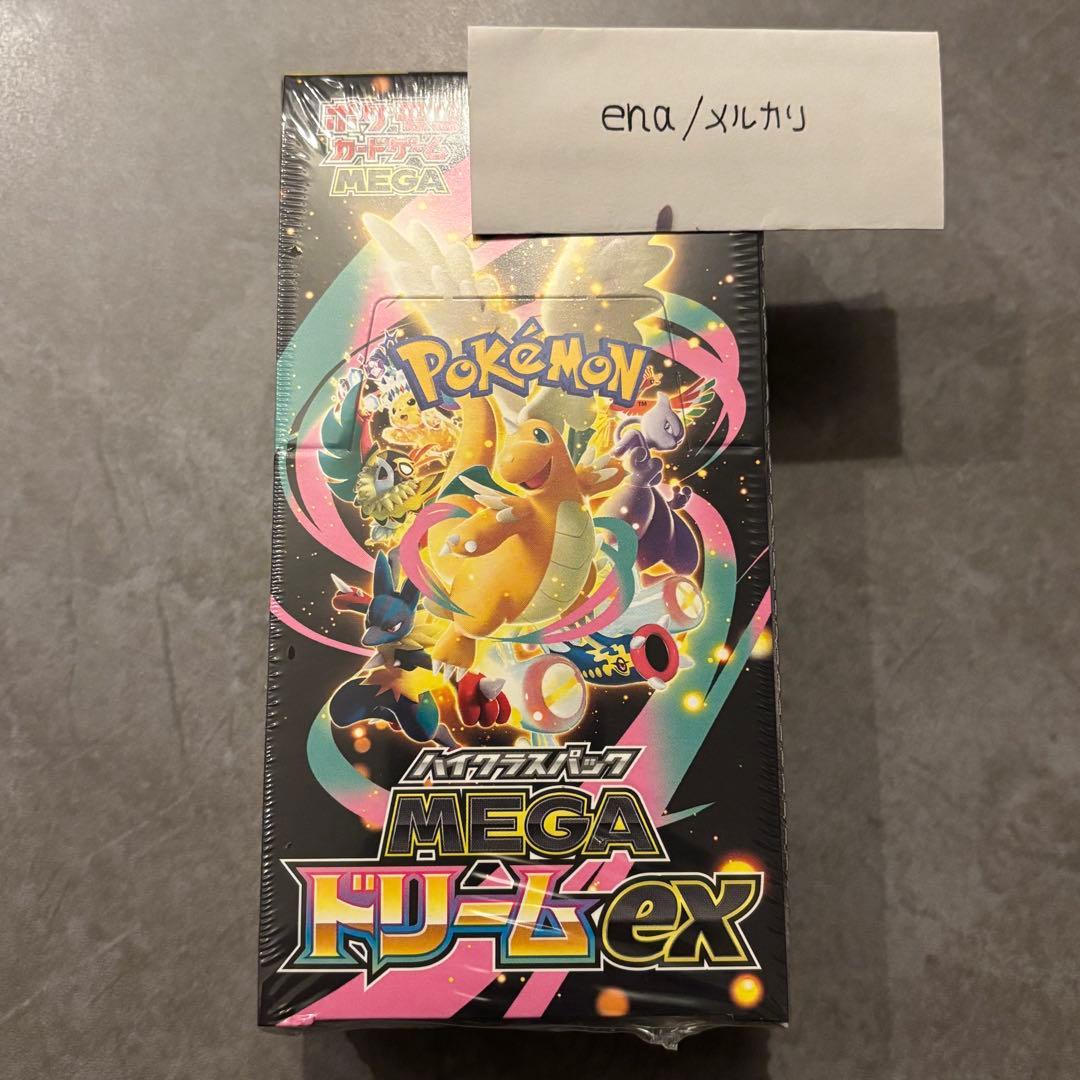 ena/メルカリ
ポケモン
カードゲーム
MEGA
POKéMON
TM
ハイクラスパック
MEGA
ドリームex